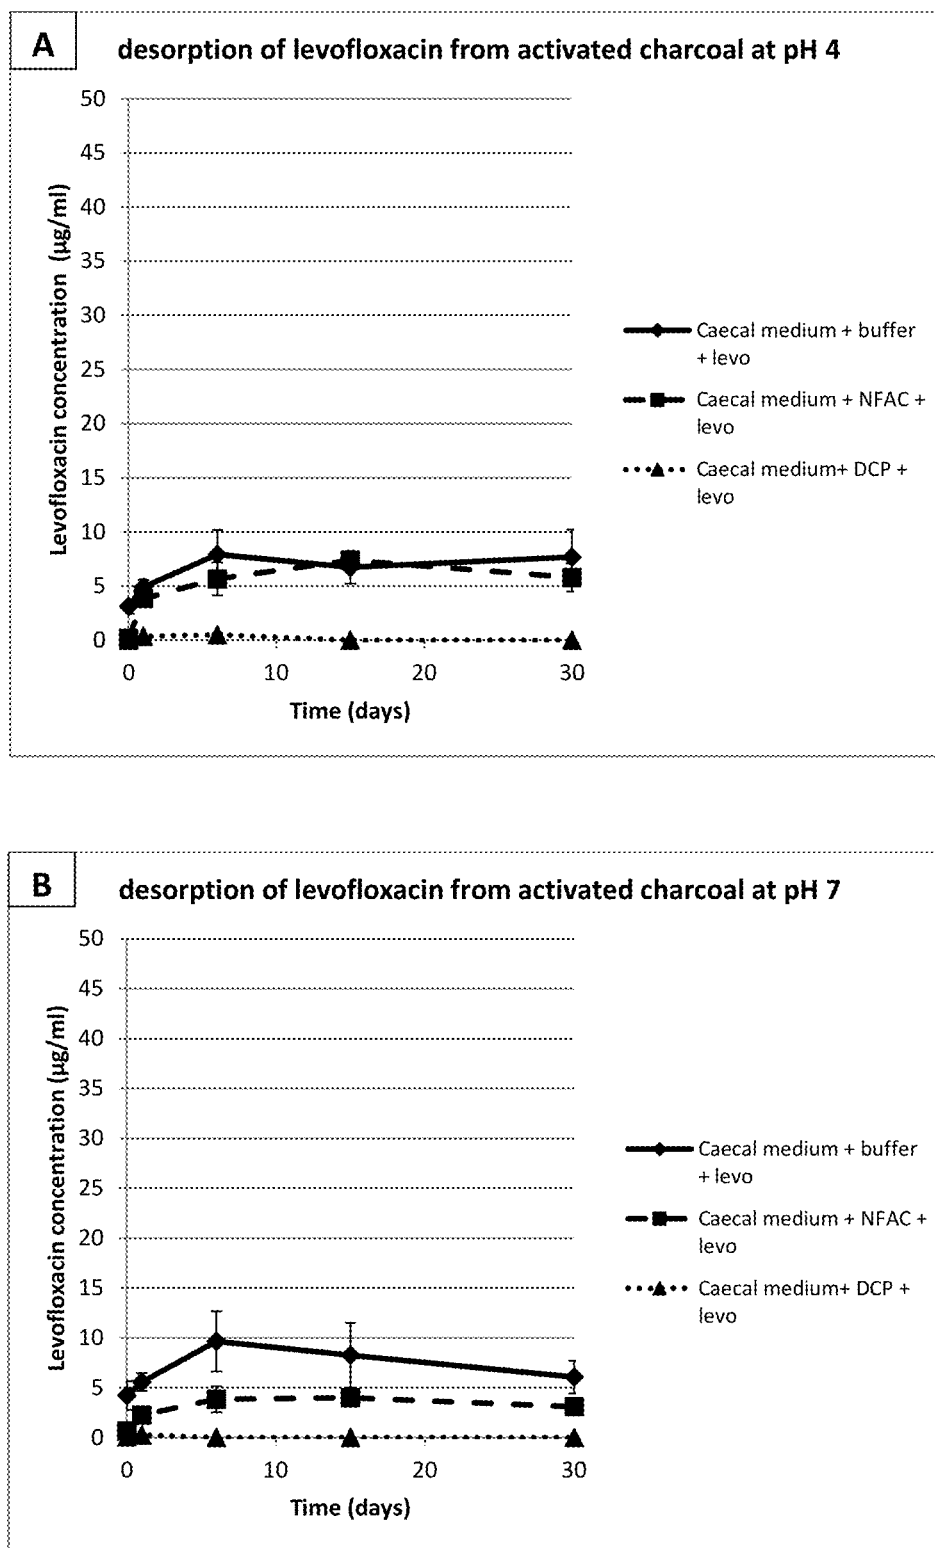 A
desorption of levofloxacin from activated charcoal at pH 4
50
45
40
35
30
25
20
15
10
5
0
Levofloxacin concentration (µg/ml)
0 10 20 30
Time (days)
Caecal medium + buffer
+ levo
Caecal medium + NFAC +
levo
Caecal medium+ DCP +
levo
B
desorption of levofloxacin from activated charcoal at pH 7
50
45
40
35
30
25
20
15
10
5
0
Levofloxacin concentration (µg/ml)
0 10 20 30
Time (days)
Caecal medium + buffer
+ levo
Caecal medium + NFAC +
levo
Caecal medium+ DCP +
levo